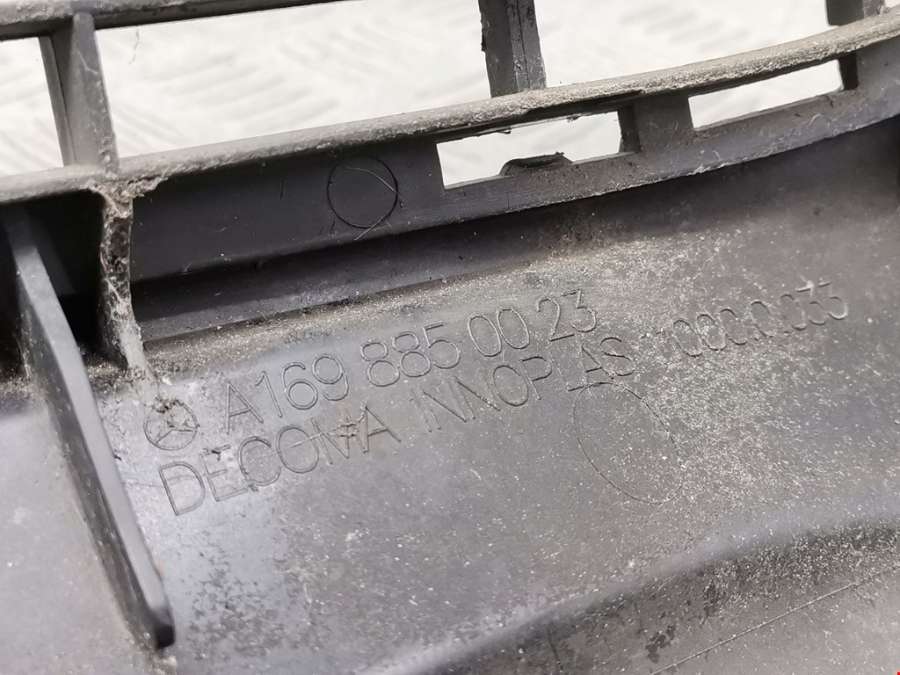 A169 885 00 23
DECOMA INNOPLAS